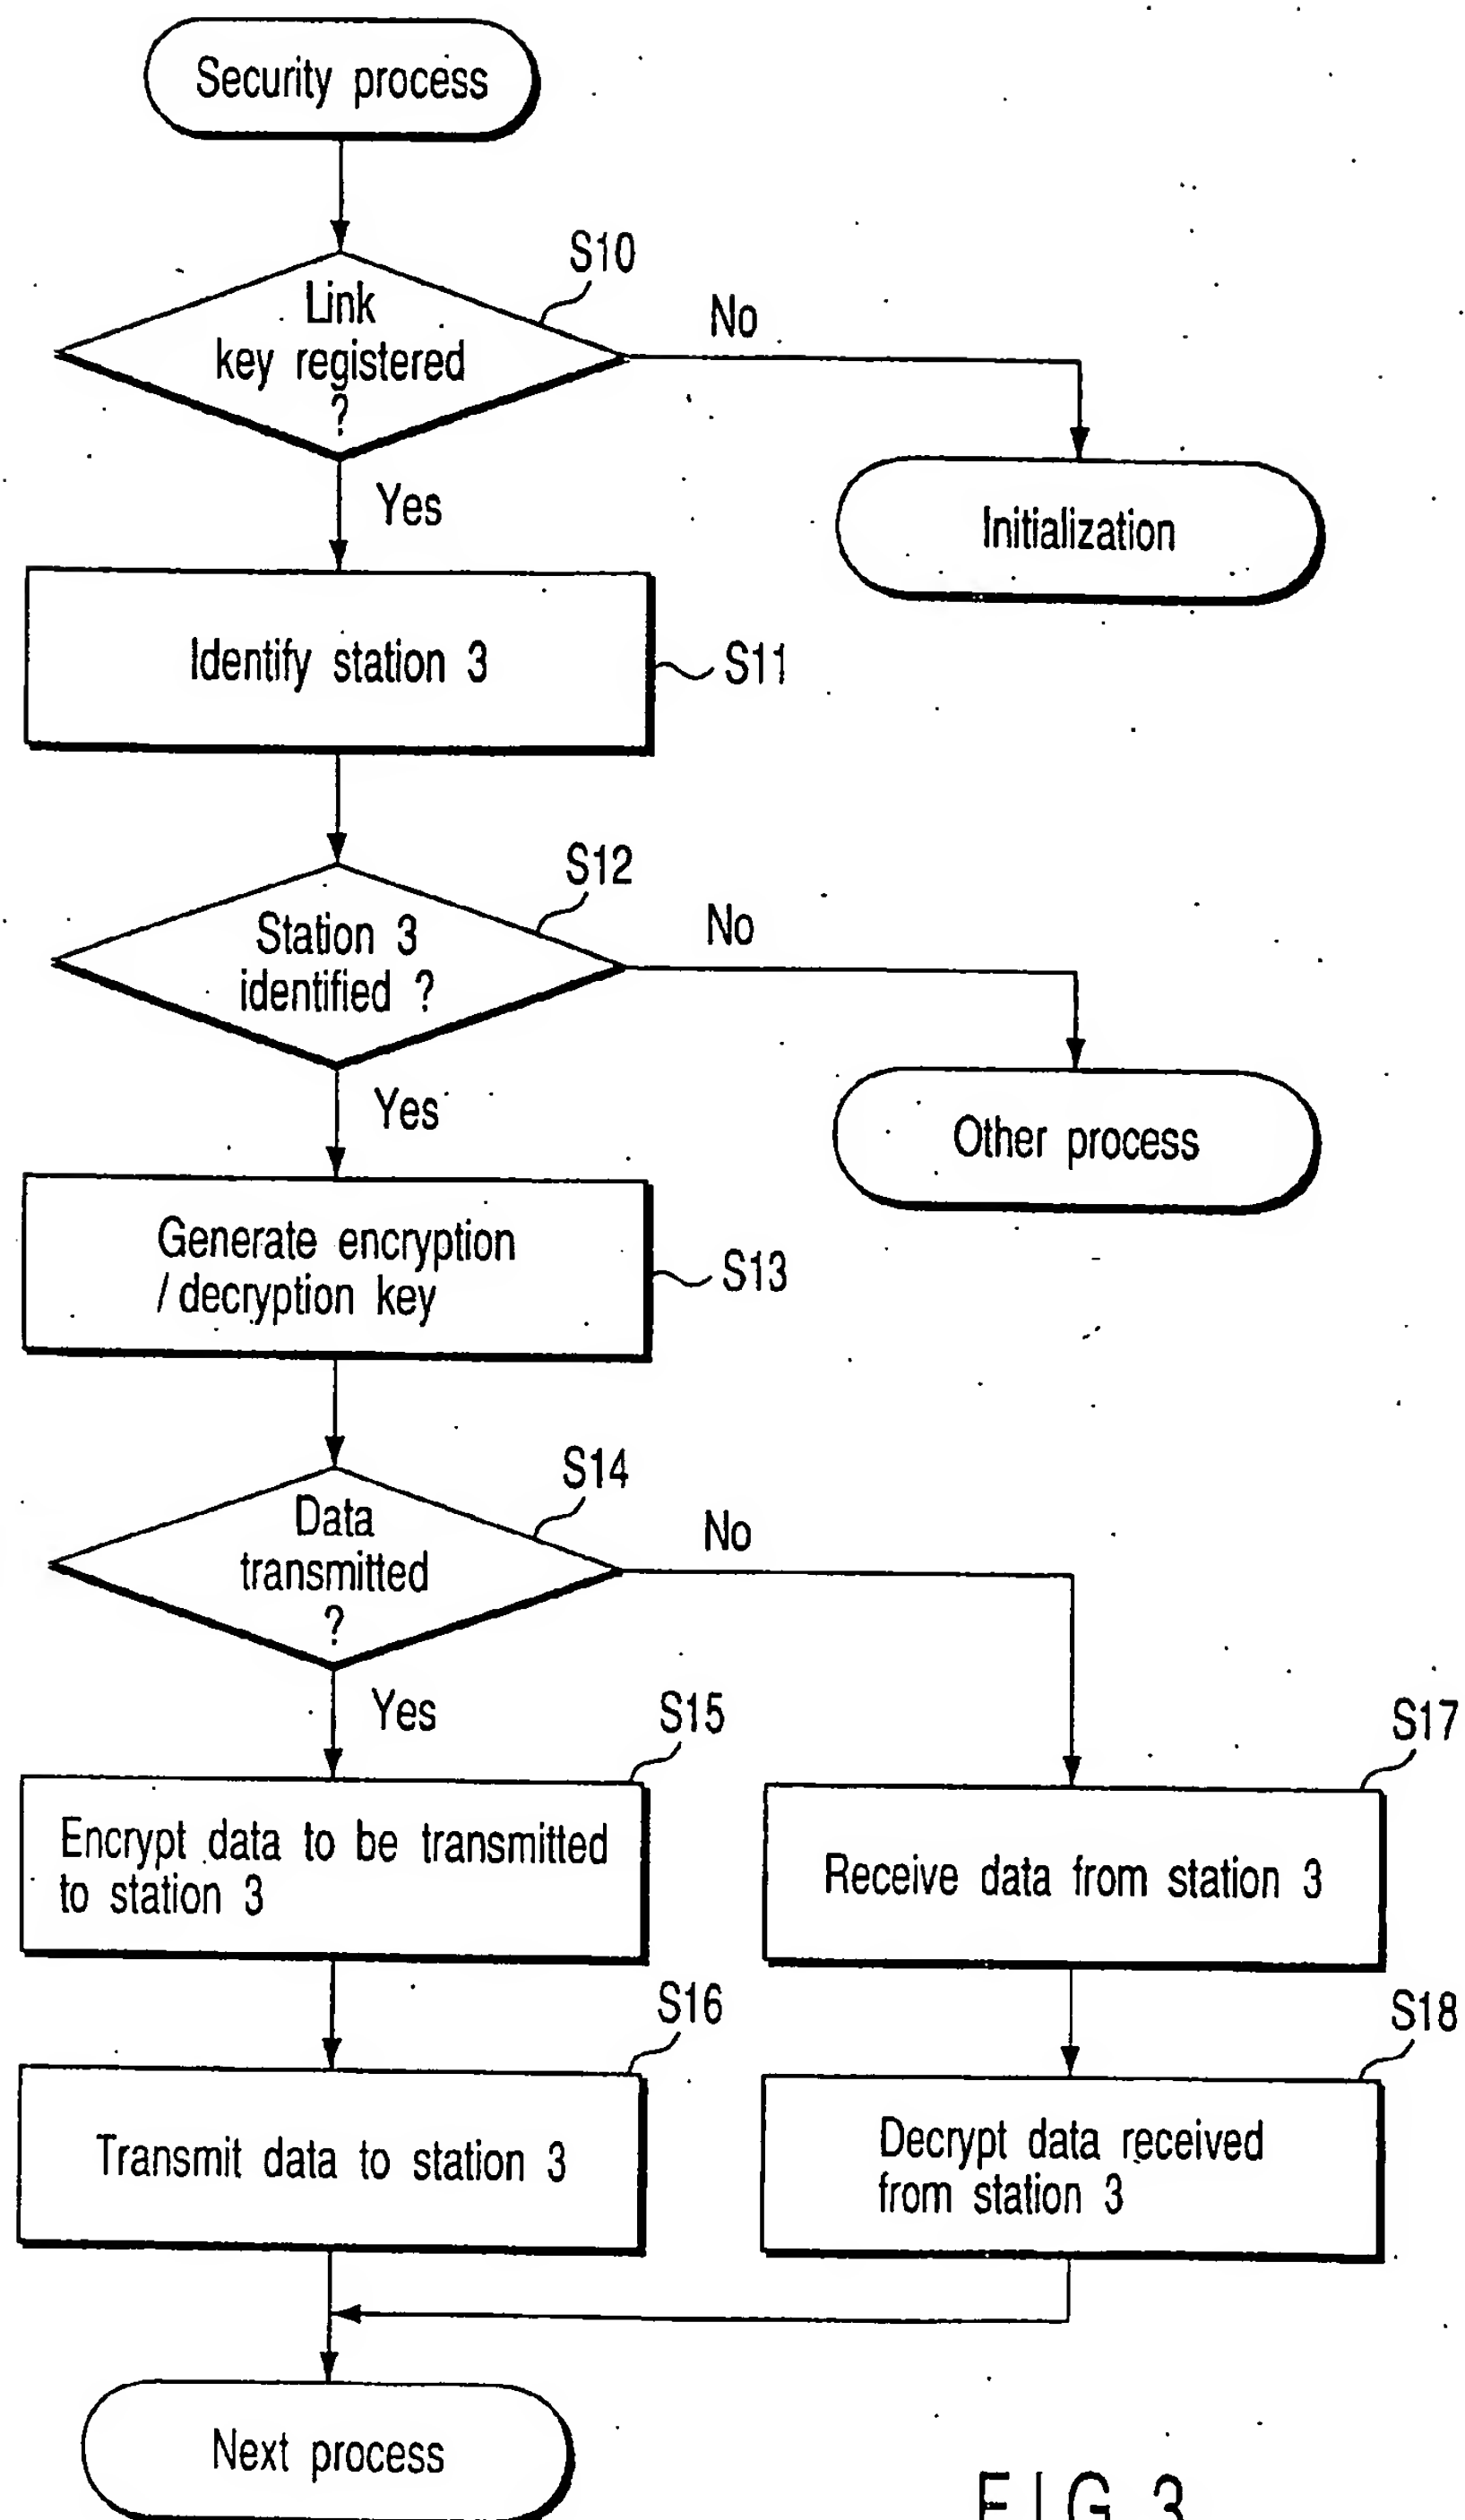 Security process
S10
Link
key registered
?
No
Yes
Initialization
Identify station 3
S11
S12
Station 3
identified ?
No
Yes
Other process
Generate encryption
/ decryption key
S13
S14
Data
transmitted
?
No
Yes
S15
S17
Encrypt data to be transmitted
to station 3
Receive data from station 3
S16
S18
Transmit data to station 3
Decrypt data received
from station 3
Next process
FIG. 3